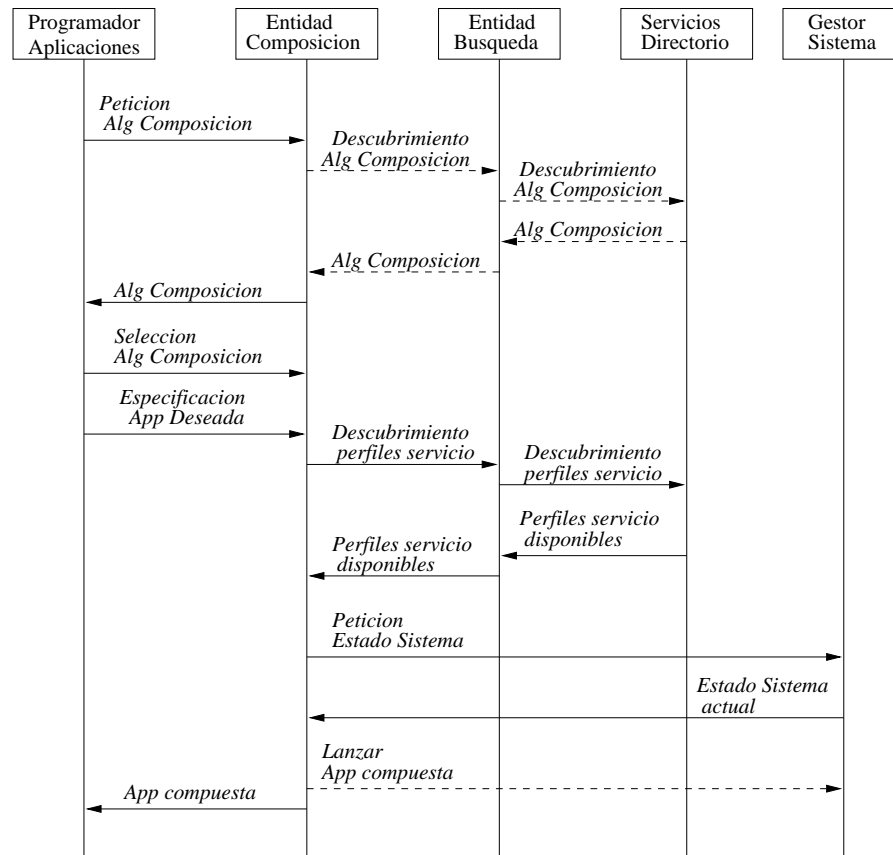 Programador
Aplicaciones
Entidad
Composicion
Entidad
Busqueda
Servicios
Directorio
Gestor
Sistema
Peticion
Alg Composicion
Descubrimiento
Alg Composicion
Descubrimiento
Alg Composicion
Alg Composicion
Alg Composicion
Alg Composicion
Seleccion
Alg Composicion
Especificacion
App Deseada
Descubrimiento
perfiles servicio
Descubrimiento
perfiles servicio
Perfiles servicio
disponibles
Perfiles servicio
disponibles
Peticion
Estado Sistema
Estado Sistema
actual
Lanzar
App compuesta
App compuesta